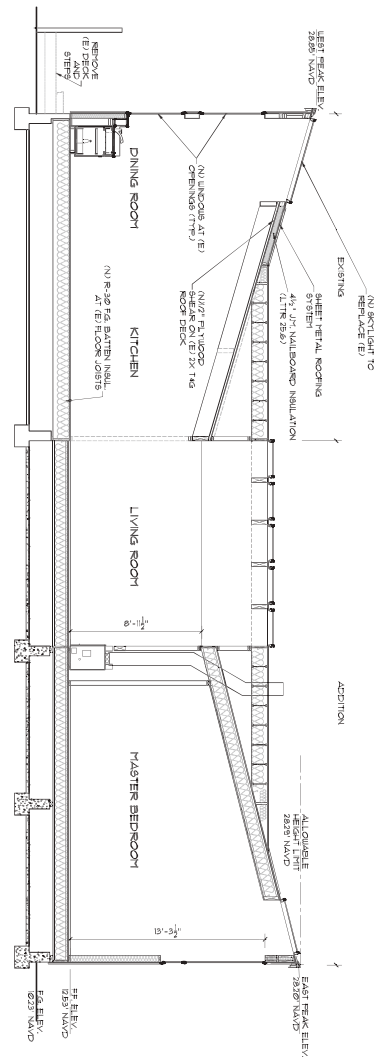 WEST PEAK ELEV.
28.85' NAVD
EXISTING
(N) SKYLIGHT TO
REPLACE (E)
SHEET METAL ROOFING
SYSTEM
4½" J.M. NAILBOARD INSULATION
(LTTR 25.6)
ADDITION
ALLOWABLE
HEIGHT LIMIT
28.29' NAVD
EAST PEAK ELEV.
28.20' NAVD
(N) WINDOWS AT (E)
OPENINGS (TYP.)
(N)1/2" PLYWOOD
SHEAR ON (E) 2X T&G
ROOF DECK
DINING ROOM
KITCHEN
LIVING ROOM
MASTER BEDROOM
8'-11½"
13'-3½"
(N) R-30 F.G. BATTEN INSUL.
AT (E) FLOOR JOISTS
REMOVE
(E) DECK
AND
STEPS
F.F. ELEV.
12.53' NAVD
F.G. ELEV.
10.23' NAVD